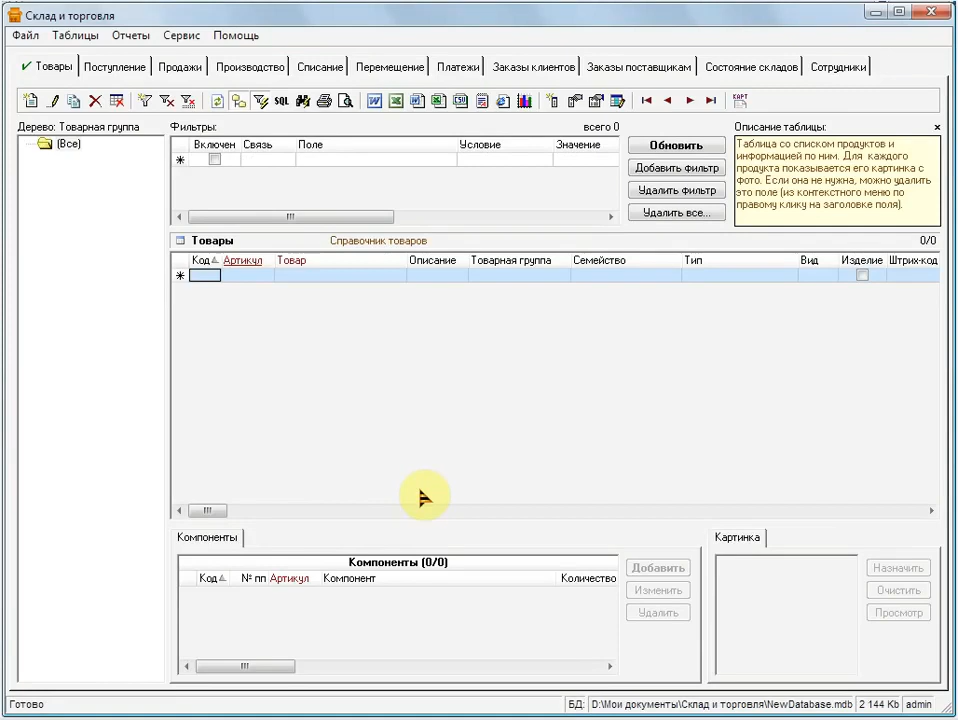 Склад и торговля
Файл Таблицы Отчеты Сервис Помощь
Товары Поступление Продажи Производство Списание Перемещение Платежи Заказы клиентов Заказы поставщикам Состояние складов Сотрудники
SQL CSV КАРТ
Дерево: Товарная группа
(Все)
Фильтры: всего 0
Включен Связь Поле Условие Значение
Обновить
Добавить фильтр
Удалить фильтр
Удалить все...
Описание таблицы:
Таблица со списком продуктов и
информацией по ним. Для каждого
продукта показывается его картинка с
фото. Если она не нужна, можно удалить
это поле (из контекстного меню по
правому клику на заголовке поля).
Товары Справочник товаров 0/0
Код Артикул Товар Описание Товарная группа Семейство Тип Вид Изделие Штрих-код
Компоненты
Компоненты (0/0)
Код № пп Артикул Компонент Количество
Добавить
Изменить
Удалить
Картинка
Назначить
Очистить
Просмотр
Готово БД: D:\Мои документы\Склад и торговля\NewDatabase.mdb 2 144 Kb admin